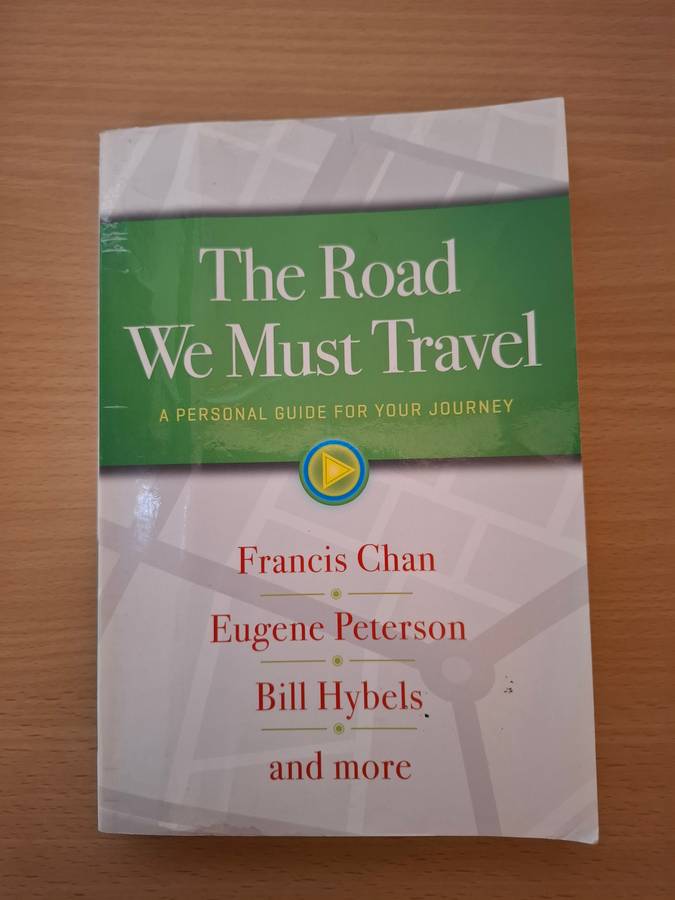 The Road
We Must Travel
A PERSONAL GUIDE FOR YOUR JOURNEY
Francis Chan
Eugene Peterson
Bill Hybels
and more